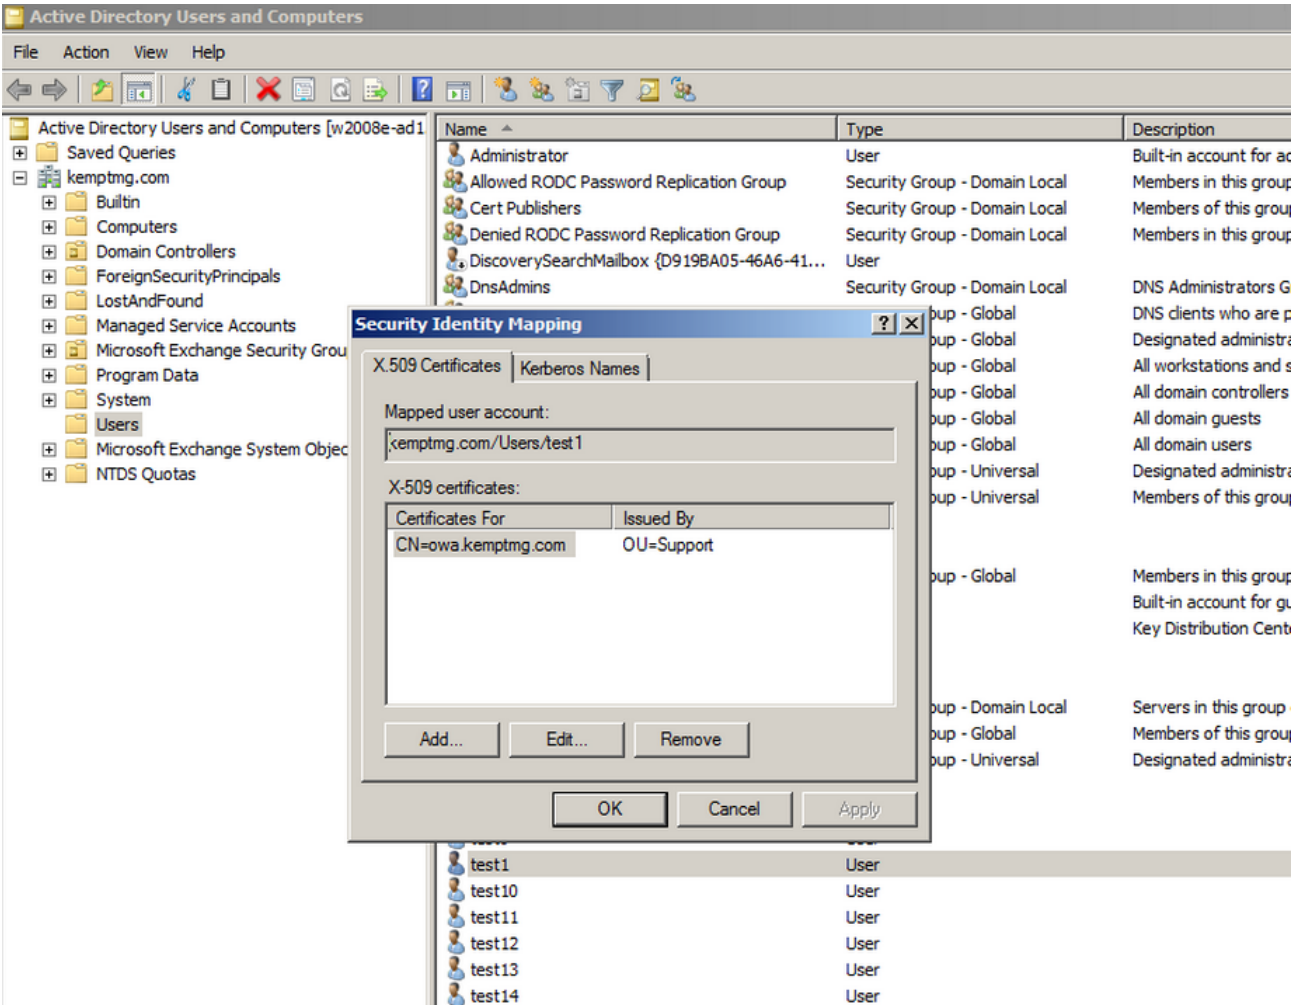 Active Directory Users and Computers
File Action View Help
Active Directory Users and Computers [w2008e-ad1.
Saved Queries
kemptmg.com
Builtin
Computers
Domain Controllers
ForeignSecurityPrincipals
LostAndFound
Managed Service Accounts
Microsoft Exchange Security Grou
Program Data
System
Users
Microsoft Exchange System Objec
NTDS Quotas
Name Type Description
Administrator User Built-in account for ad
Allowed RODC Password Replication Group Security Group - Domain Local Members in this group
Cert Publishers Security Group - Domain Local Members of this group
Denied RODC Password Replication Group Security Group - Domain Local Members in this group
DiscoverySearchMailbox {D919BA05-46A6-41... User
DnsAdmins Security Group - Domain Local DNS Administrators G
oup - Global DNS clients who are p
oup - Global Designated administra
oup - Global All workstations and s
oup - Global All domain controllers
oup - Global All domain guests
oup - Global All domain users
oup - Universal Designated administra
oup - Universal Members of this group
oup - Global Members in this group
Built-in account for gu
Key Distribution Cente
oup - Domain Local Servers in this group
oup - Global Members of this group
oup - Universal Designated administra
test1 User
test10 User
test11 User
test12 User
test13 User
test14 User
Security Identity Mapping
X.509 Certificates Kerberos Names
Mapped user account:
kemptmg.com/Users/test1
X-509 certificates:
Certificates For Issued By
CN=owa.kemptmg.com OU=Support
Add... Edit... Remove
OK Cancel Apply